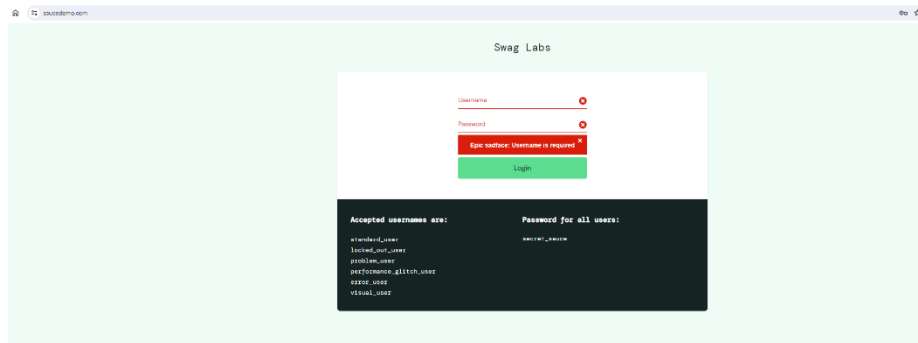 saucedemo.com
Swag Labs
Username
Password
Epic sadface: Username is required
Login
Accepted usernames are:
standard_user
locked_out_user
problem_user
performance_glitch_user
error_user
visual_user
Password for all users:
secret_sauce